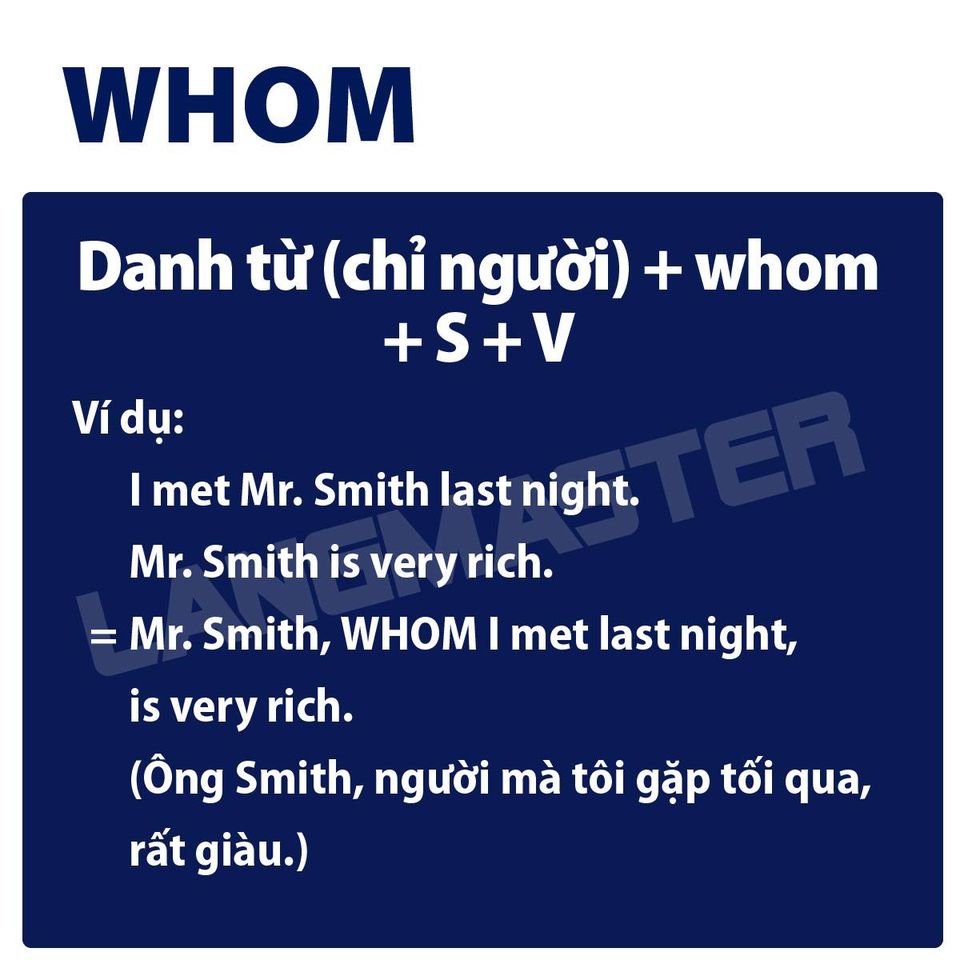 WHOM
Danh từ (chỉ người) + whom
+ S + V
Ví dụ:
I met Mr. Smith last night.
Mr. Smith is very rich.
= Mr. Smith, WHOM I met last night,
is very rich.
(Ông Smith, người mà tôi gặp tối qua,
rất giàu.)
LANGMASTER